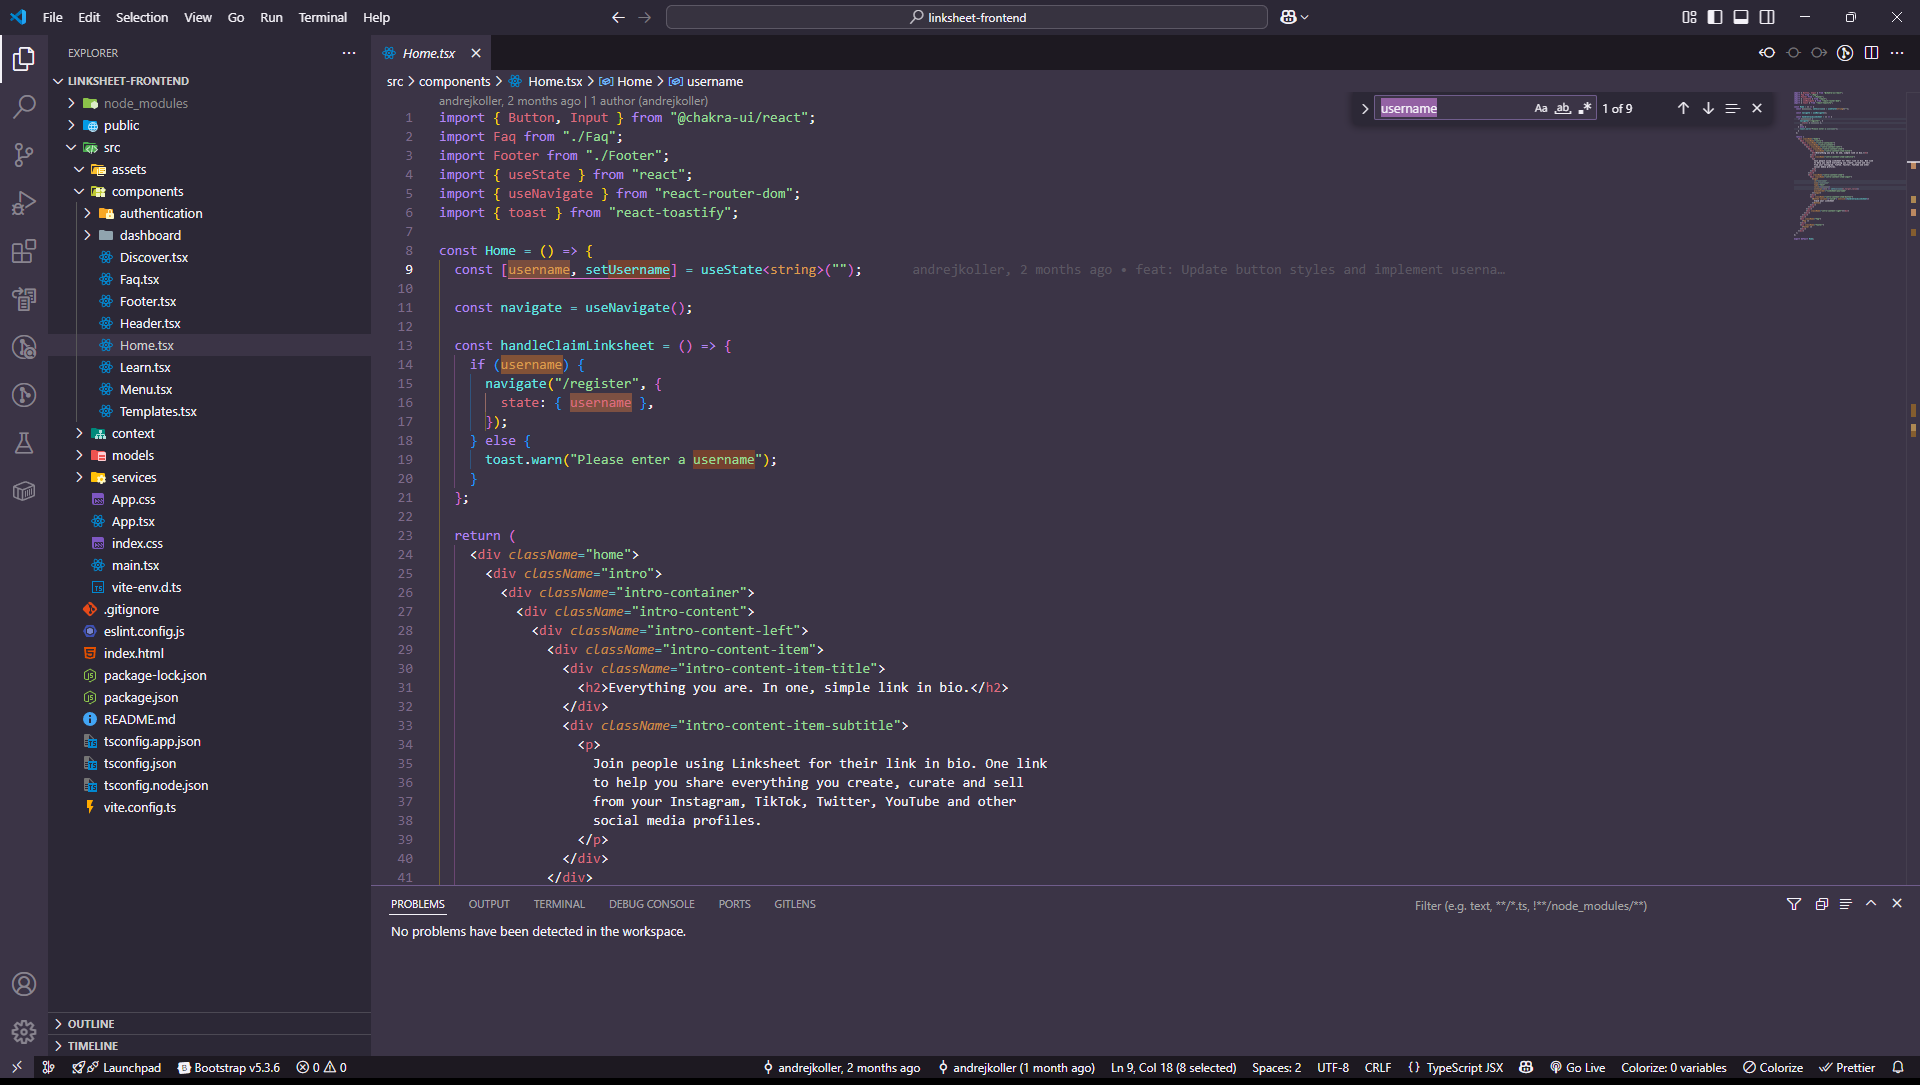 File Edit Selection View Go Run Terminal Help
linksheet-frontend
EXPLORER
LINKSHEET-FRONTEND
node_modules
public
src
assets
components
authentication
dashboard
Discover.tsx
Faq.tsx
Footer.tsx
Header.tsx
Home.tsx
Learn.tsx
Menu.tsx
Templates.tsx
context
models
services
App.css
App.tsx
index.css
main.tsx
vite-env.d.ts
.gitignore
eslint.config.js
index.html
package-lock.json
package.json
README.md
tsconfig.app.json
tsconfig.json
tsconfig.node.json
vite.config.ts
OUTLINE
TIMELINE
Home.tsx
src > components > Home.tsx > Home > username
username Aa ab .* 1 of 9
andrejkoller, 2 months ago | 1 author (andrejkoller)
1 import { Button, Input } from "@chakra-ui/react";
2 import Faq from "./Faq";
3 import Footer from "./Footer";
4 import { useState } from "react";
5 import { useNavigate } from "react-router-dom";
6 import { toast } from "react-toastify";
7
8 const Home = () => {
9 const [username, setUsername] = useState<string>(""); andrejkoller, 2 months ago • feat: Update button styles and implement userna…
10
11 const navigate = useNavigate();
12
13 const handleClaimLinksheet = () => {
14 if (username) {
15 navigate("/register", {
16 state: { username },
17 });
18 } else {
19 toast.warn("Please enter a username");
20 }
21 };
22
23 return (
24 <div className="home">
25 <div className="intro">
26 <div className="intro-container">
27 <div className="intro-content">
28 <div className="intro-content-left">
29 <div className="intro-content-item">
30 <div className="intro-content-item-title">
31 <h2>Everything you are. In one, simple link in bio.</h2>
32 </div>
33 <div className="intro-content-item-subtitle">
34 <p>
35 Join people using Linksheet for their link in bio. One link
36 to help you share everything you create, curate and sell
37 from your Instagram, TikTok, Twitter, YouTube and other
38 social media profiles.
39 </p>
40 </div>
41 </div>
PROBLEMS OUTPUT TERMINAL DEBUG CONSOLE PORTS GITLENS
Filter (e.g. text, **/*.ts, !**/node_modules/**)
No problems have been detected in the workspace.
Launchpad Bootstrap v5.3.6 0 0 andrejkoller, 2 months ago andrejkoller (1 month ago) Ln 9, Col 18 (8 selected) Spaces: 2 UTF-8 CRLF {} TypeScript JSX Go Live Colorize: 0 variables Colorize Prettier